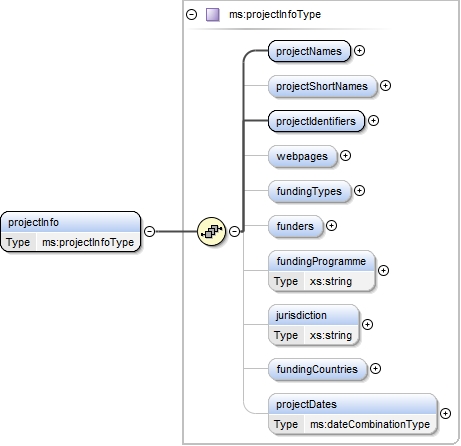 ms:projectInfoType
projectNames
projectShortNames
projectIdentifiers
webpages
fundingTypes
projectInfo
Type ms:projectInfoType
funders
fundingProgramme
Type xs:string
jurisdiction
Type xs:string
fundingCountries
projectDates
Type ms:dateCombinationType